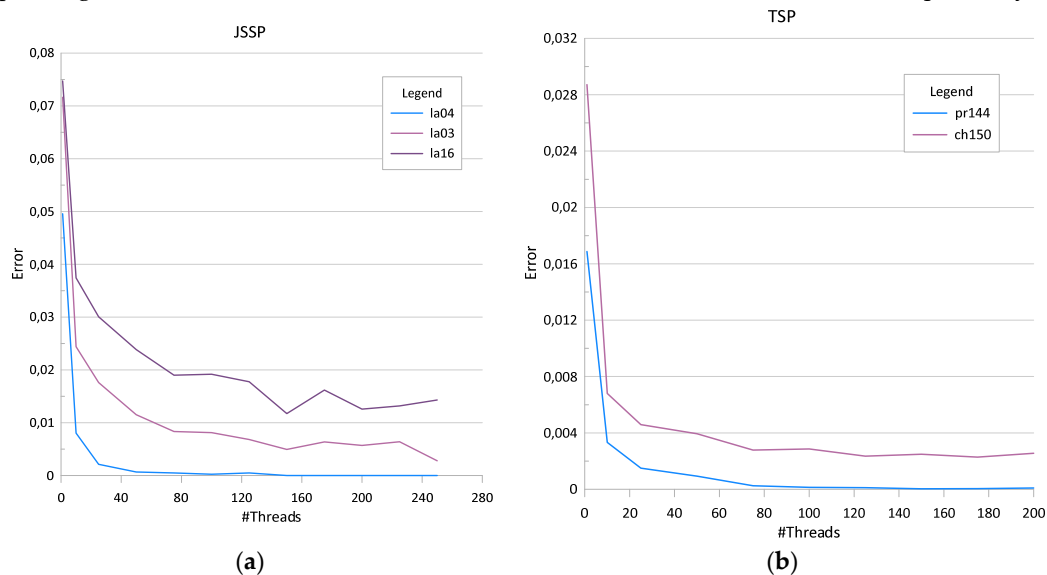 JSSP
0,08
0,07
0,06
0,05
0,04
0,03
0,02
0,01
0
Error
0 40 80 120 160 200 240 280
#Threads
Legend
la04
la03
la16
(a)
TSP
0,032
0,028
0,024
0,02
0,016
0,012
0,008
0,004
0
Error
0 20 40 60 80 100 120 140 160 180 200
#Threads
Legend
pr144
ch150
(b)